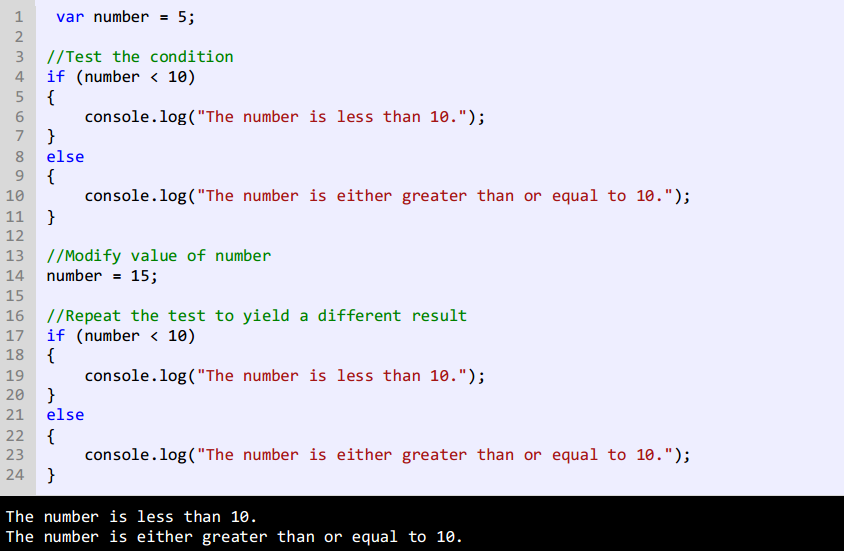 1 var number = 5;
2
3 //Test the condition
4 if (number < 10)
5 {
6 console.log("The number is less than 10.");
7 }
8 else
9 {
10 console.log("The number is either greater than or equal to 10.");
11 }
12
13 //Modify value of number
14 number = 15;
15
16 //Repeat the test to yield a different result
17 if (number < 10)
18 {
19 console.log("The number is less than 10.");
20 }
21 else
22 {
23 console.log("The number is either greater than or equal to 10.");
24 }
The number is less than 10.
The number is either greater than or equal to 10.